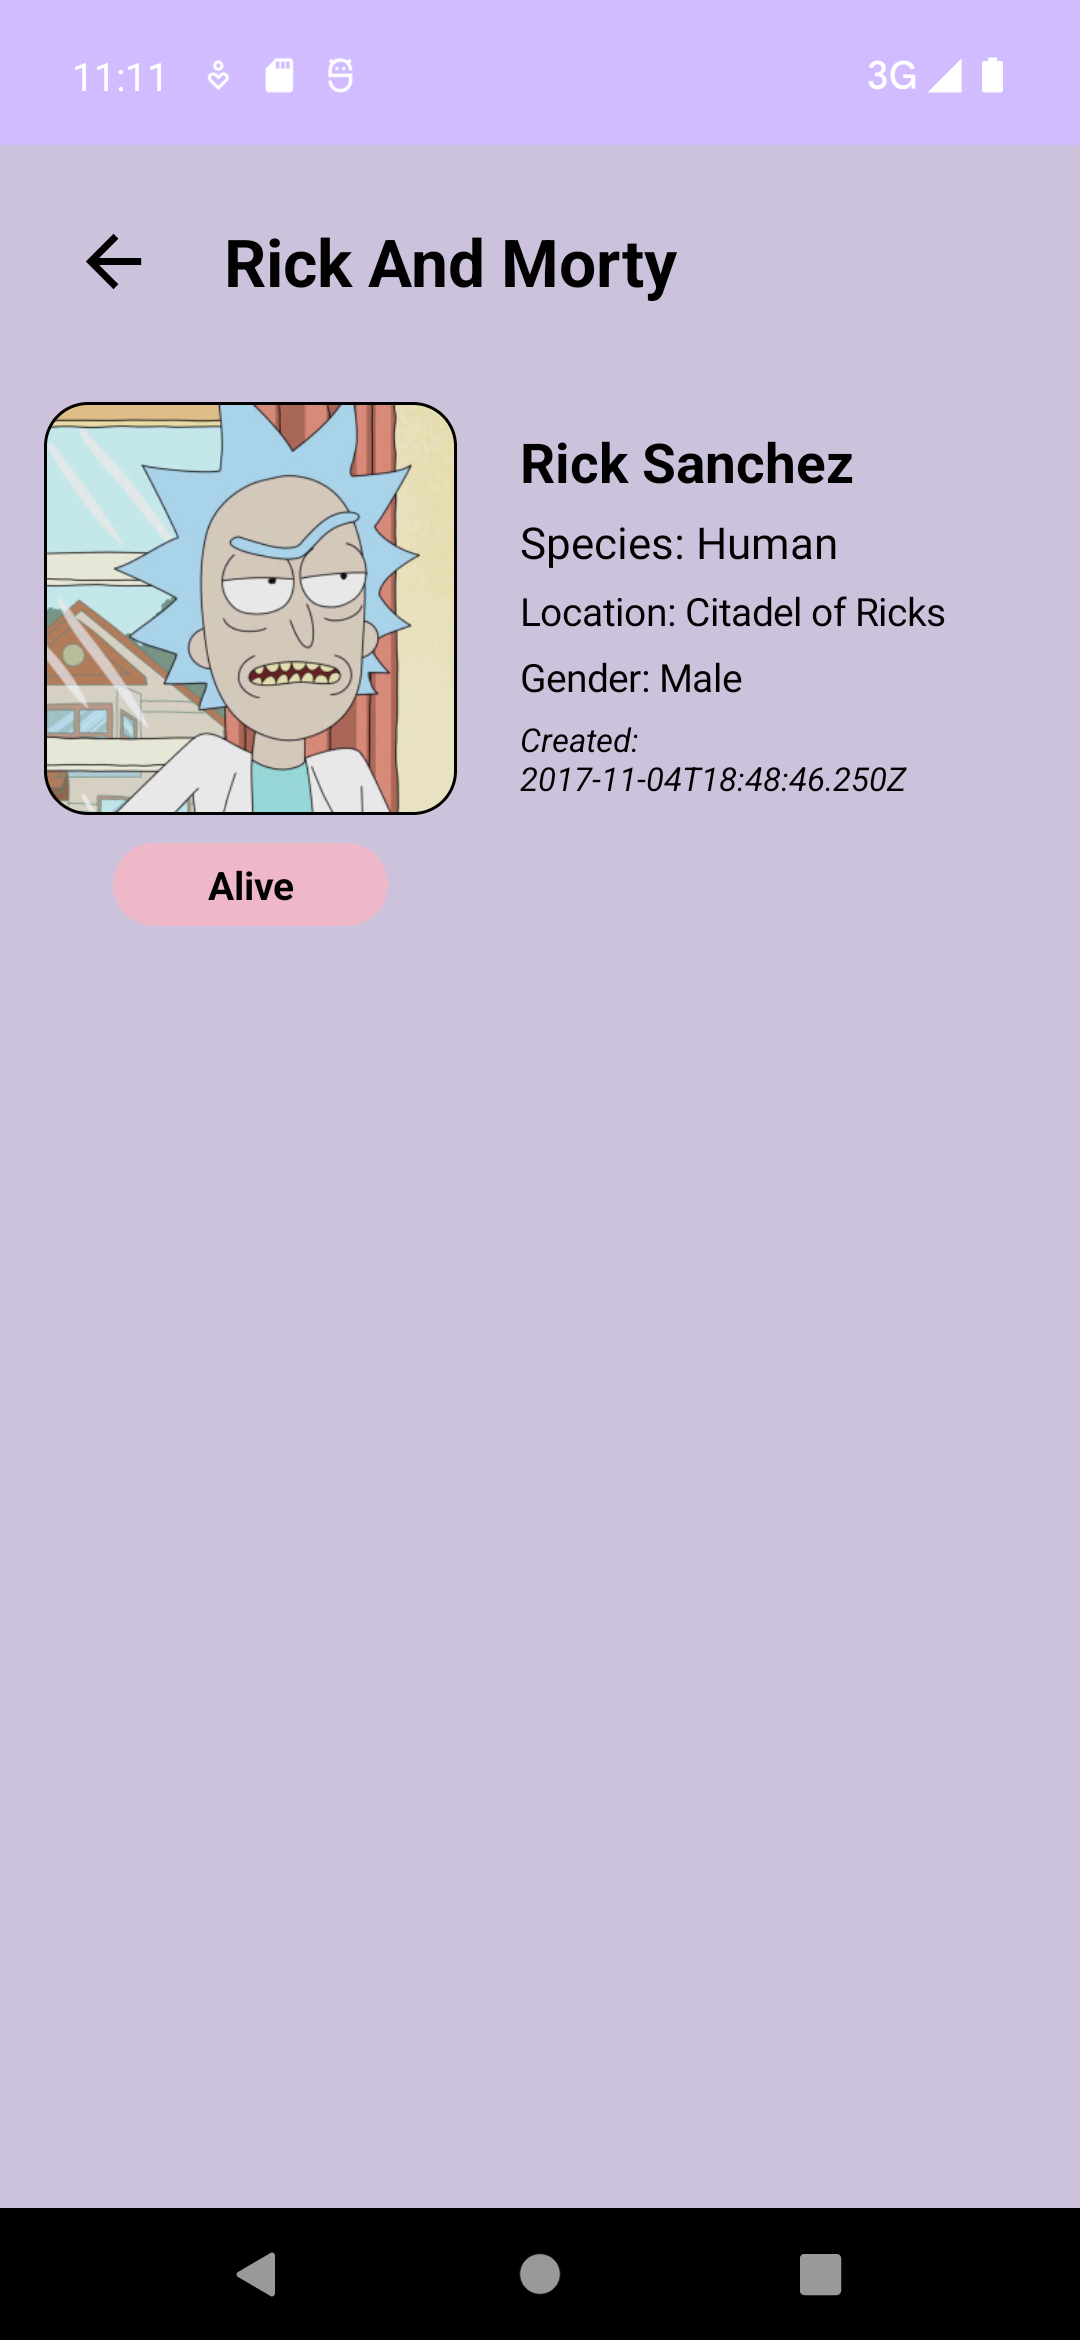 11:11 3G
Rick And Morty
Rick Sanchez
Species: Human
Location: Citadel of Ricks
Gender: Male
Created:
2017-11-04T18:48:46.250Z
Alive